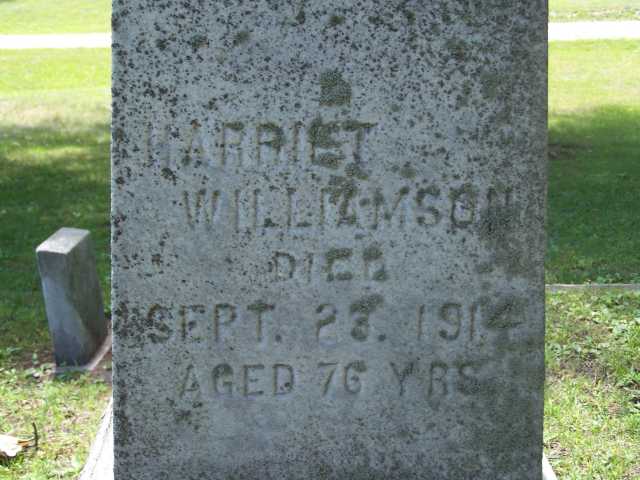 HARRIET
WILLIAMSON
DIED
SEPT. 23. 1914
AGED 76 YRS